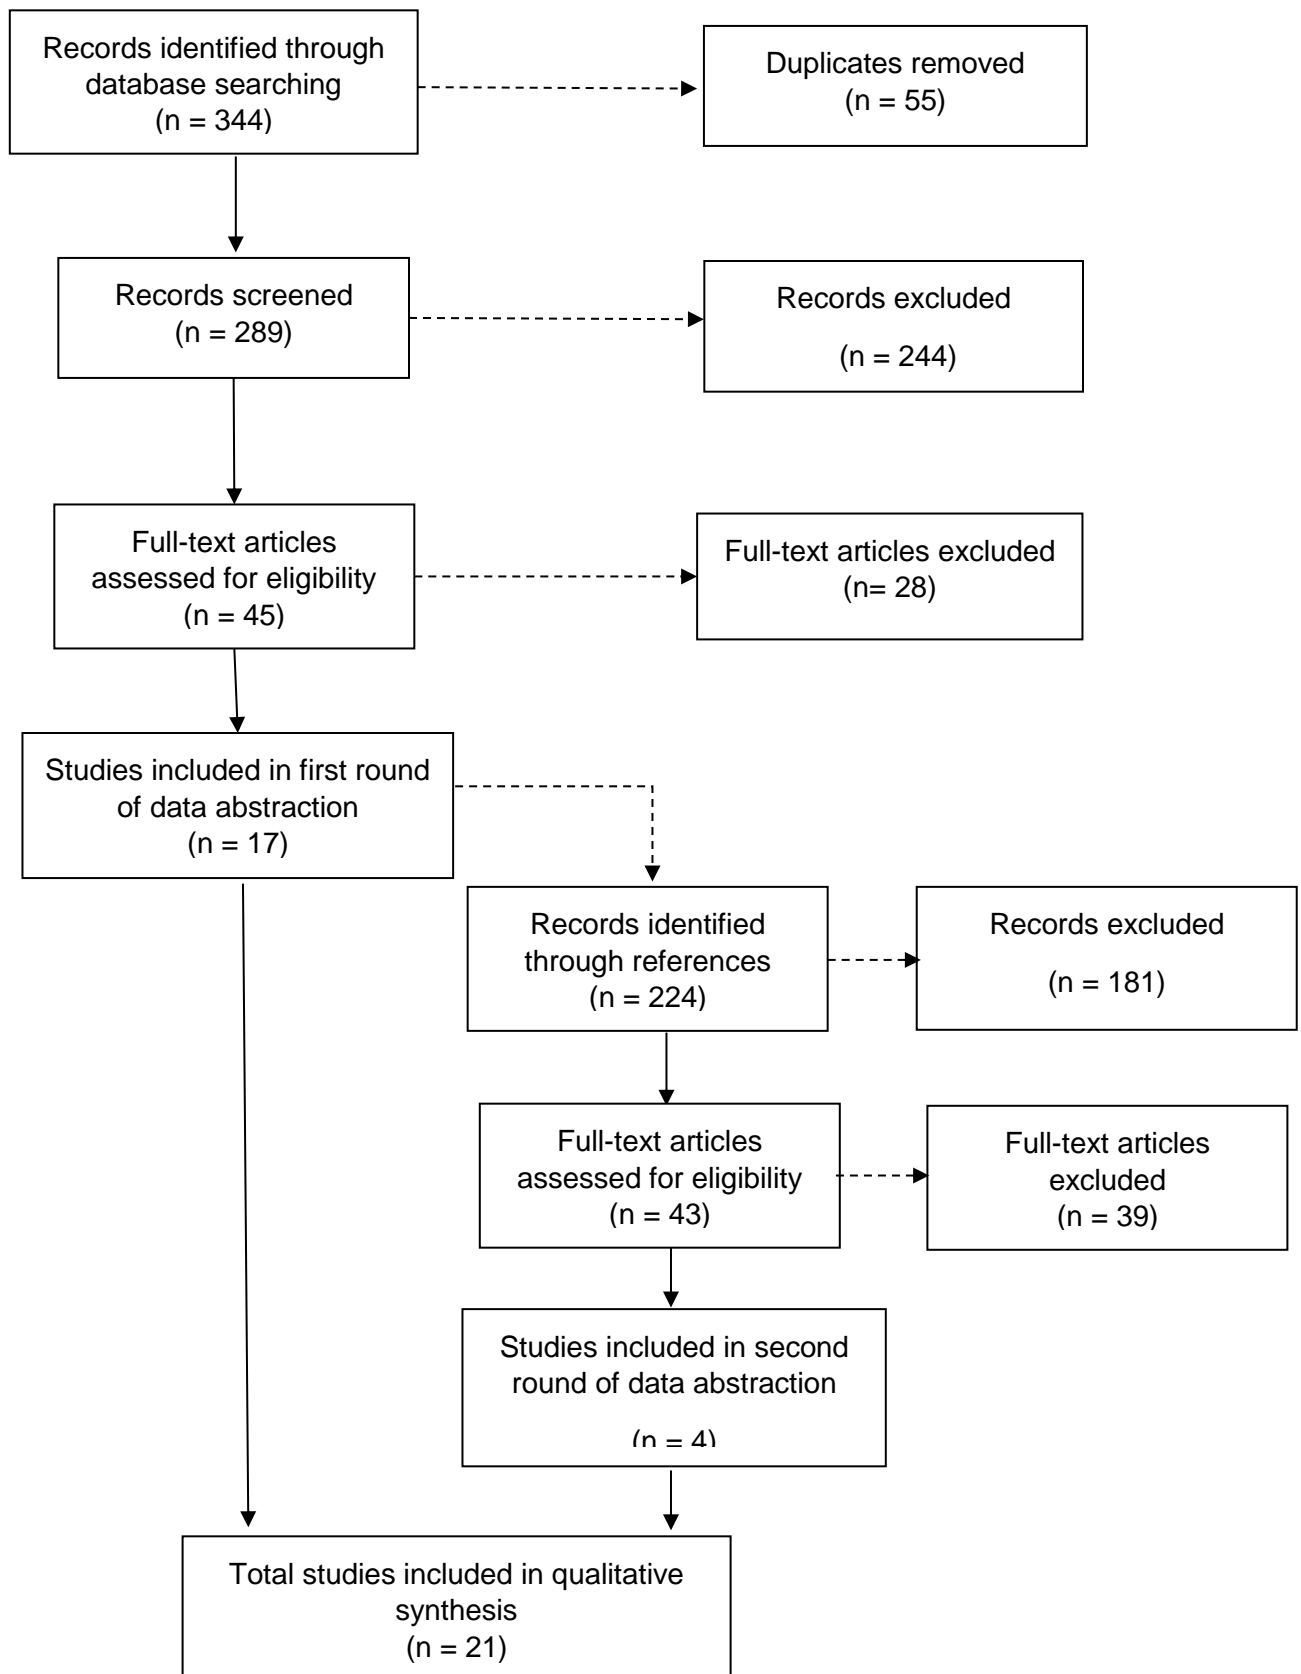 Records identified through
database searching
(n = 344)
Duplicates removed
(n = 55)
Records screened
(n = 289)
Records excluded
(n = 244)
Full-text articles
assessed for eligibility
(n = 45)
Full-text articles excluded
(n= 28)
Studies included in first round
of data abstraction
(n = 17)
Records identified
through references
(n = 224)
Records excluded
(n = 181)
Full-text articles
assessed for eligibility
(n = 43)
Full-text articles
excluded
(n = 39)
Studies included in second
round of data abstraction
(n = 4)
Total studies included in qualitative
synthesis
(n = 21)